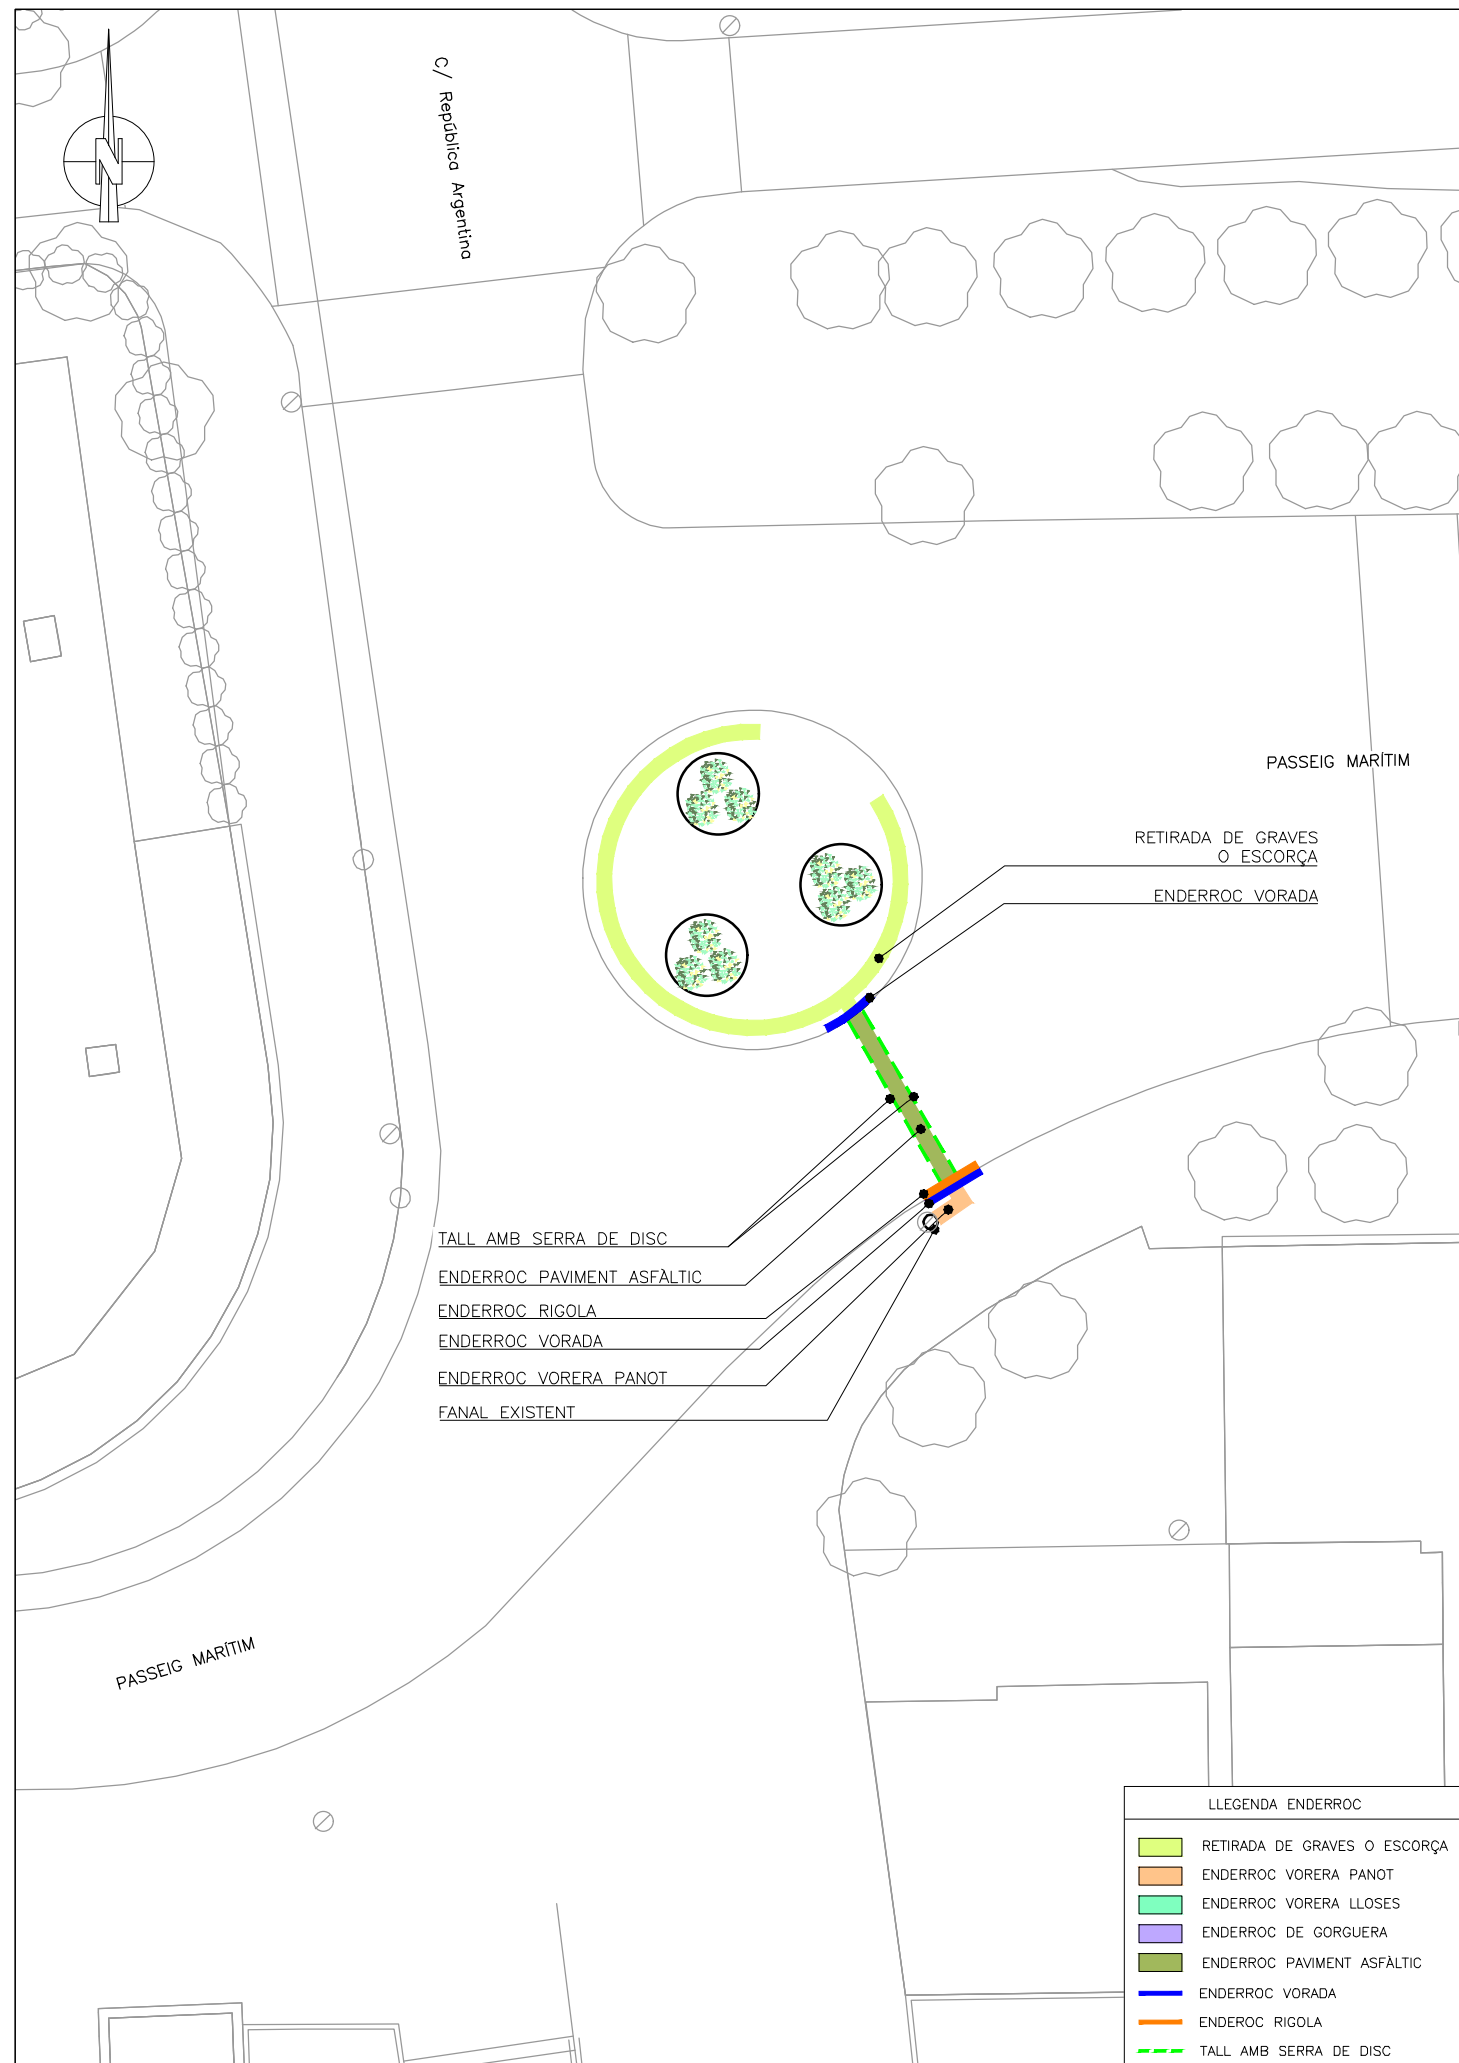 N
C/ República Argentina
PASSEIG MARÍTIM
RETIRADA DE GRAVES
O ESCORÇA
ENDERROC VORADA
TALL AMB SERRA DE DISC
ENDERROC PAVIMENT ASFÀLTIC
ENDERROC RIGOLA
ENDERROC VORADA
ENDERROC VORERA PANOT
FANAL EXISTENT
PASSEIG MARÍTIM
LLEGENDA ENDERROC
RETIRADA DE GRAVES O ESCORÇA
ENDERROC VORERA PANOT
ENDERROC VORERA LLOSES
ENDERROC DE GORGUERA
ENDERROC PAVIMENT ASFÀLTIC
ENDERROC VORADA
ENDEROC RIGOLA
TALL AMB SERRA DE DISC